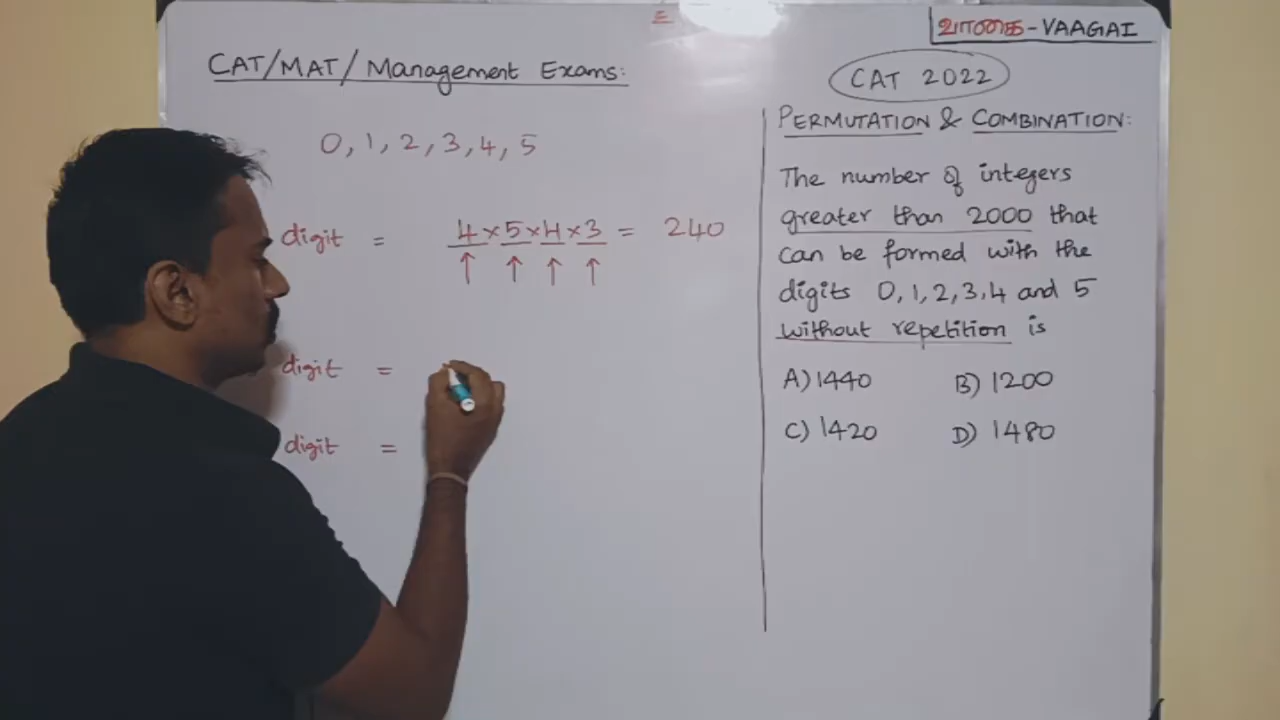 =
வாகை - VAAGAI
CAT/MAT/Management Exams:
CAT 2022
0, 1, 2, 3, 4, 5
digit = 4×5×4×3 = 240
↑ ↑ ↑ ↑
digit =
digit =
PERMUTATION & COMBINATION:
The number of integers
greater than 2000 that
can be formed with the
digits 0, 1, 2, 3, 4 and 5
without repetition is
A) 1440 B) 1200
C) 1420 D) 1480